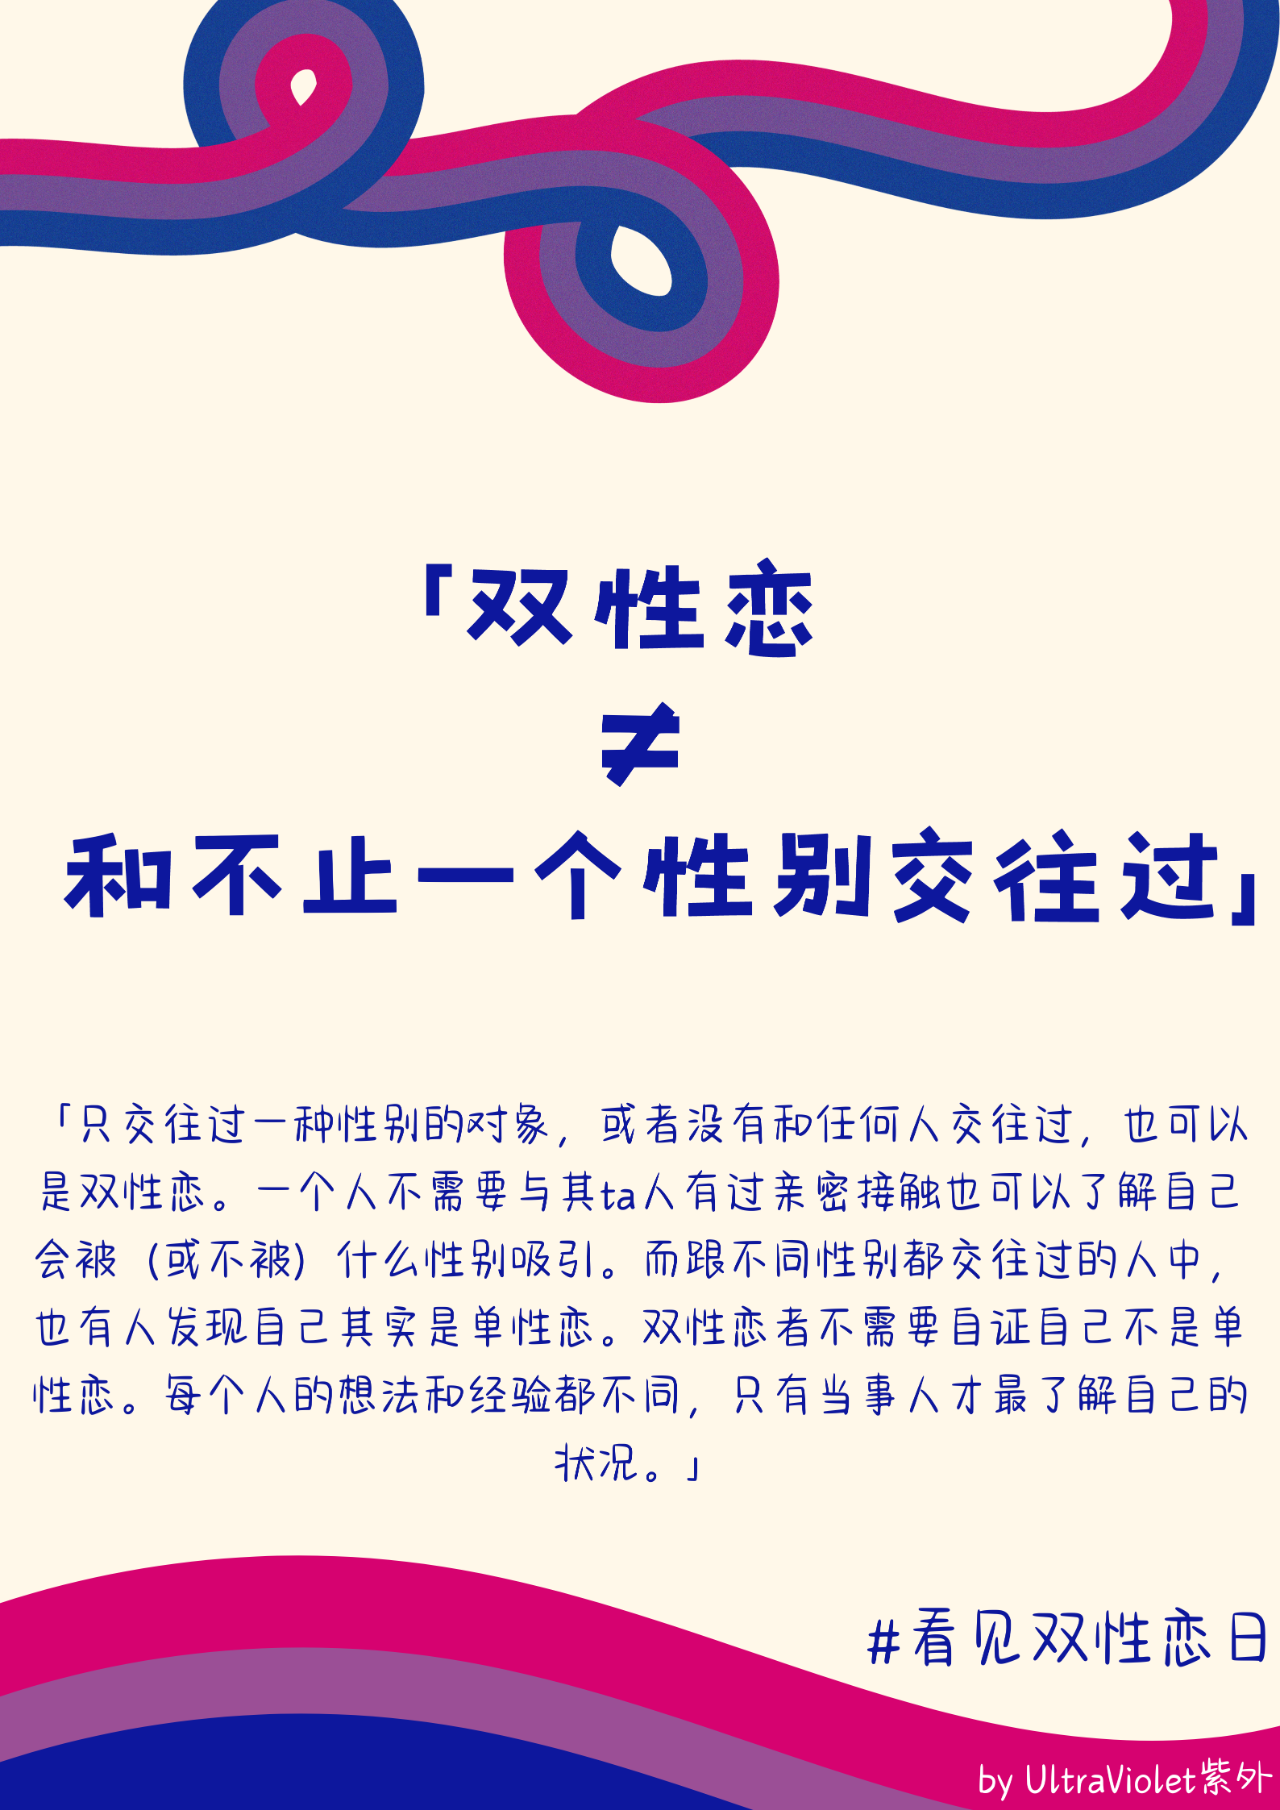 「双性恋
≠
和不止一个性别交往过」
「只交往过一种性别的对象，或者没有和任何人交往过，也可以
是双性恋。一个人不需要与其ta人有过亲密接触也可以了解自己
会被（或不被）什么性别吸引。而跟不同性别都交往过的人中，
也有人发现自己其实是单性恋。双性恋者不需要自证自己不是单
性恋。每个人的想法和经验都不同，只有当事人才最了解自己的
状况。」
#看见双性恋日
by UltraViolet紫外